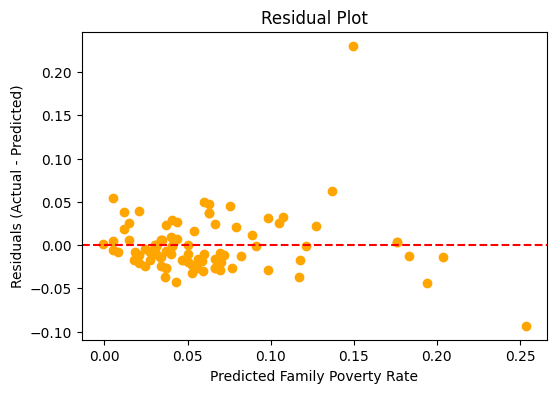 Residual Plot
Residuals (Actual - Predicted)
0.20
0.15
0.10
0.05
0.00
−0.05
−0.10
0.00 0.05 0.10 0.15 0.20 0.25
Predicted Family Poverty Rate